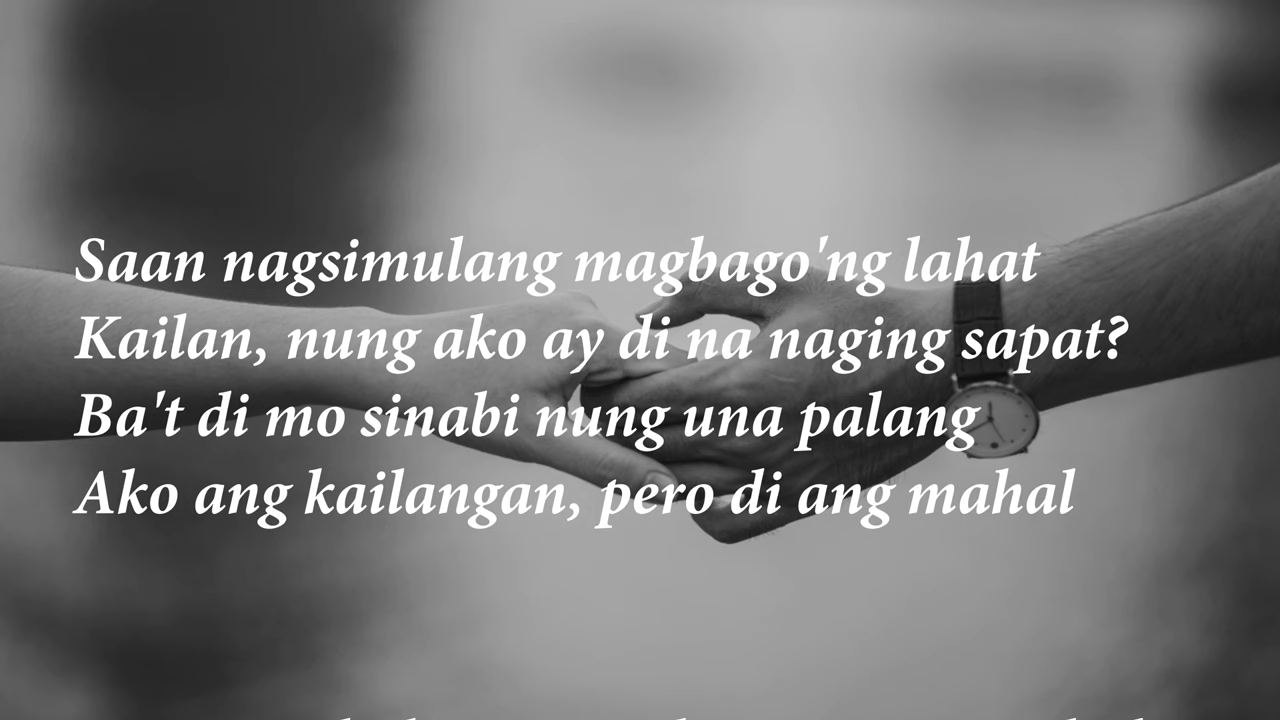 Saan nagsimulang magbago'ng lahat
Kailan, nung ako ay di na naging sapat?
Ba't di mo sinabi nung una palang
Ako ang kailangan, pero di ang mahal